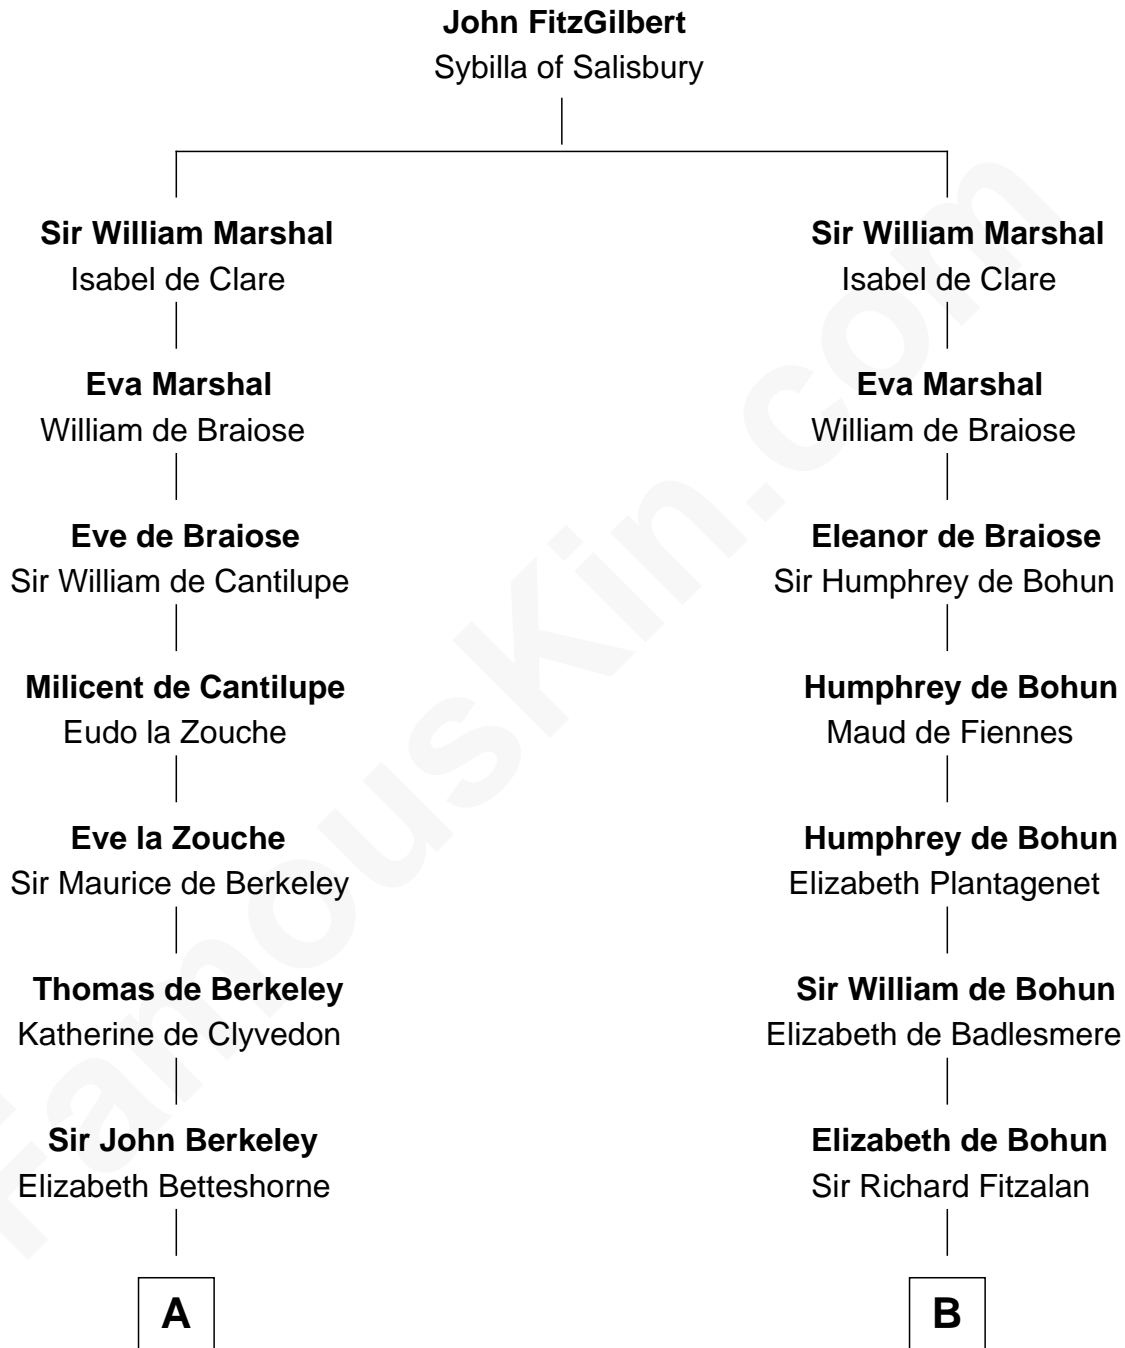 John FitzGilbert
Sybilla of Salisbury
Sir William Marshal
Isabel de Clare
Eva Marshal
William de Braiose
Eve de Braiose
Sir William de Cantilupe
Milicent de Cantilupe
Eudo la Zouche
Eve la Zouche
Sir Maurice de Berkeley
Thomas de Berkeley
Katherine de Clyvedon
Sir John Berkeley
Elizabeth Betteshorne
A
Sir William Marshal
Isabel de Clare
Eva Marshal
William de Braiose
Eleanor de Braiose
Sir Humphrey de Bohun
Humphrey de Bohun
Maud de Fiennes
Humphrey de Bohun
Elizabeth Plantagenet
Sir William de Bohun
Elizabeth de Badlesmere
Elizabeth de Bohun
Sir Richard Fitzalan
B
FamousKin.com